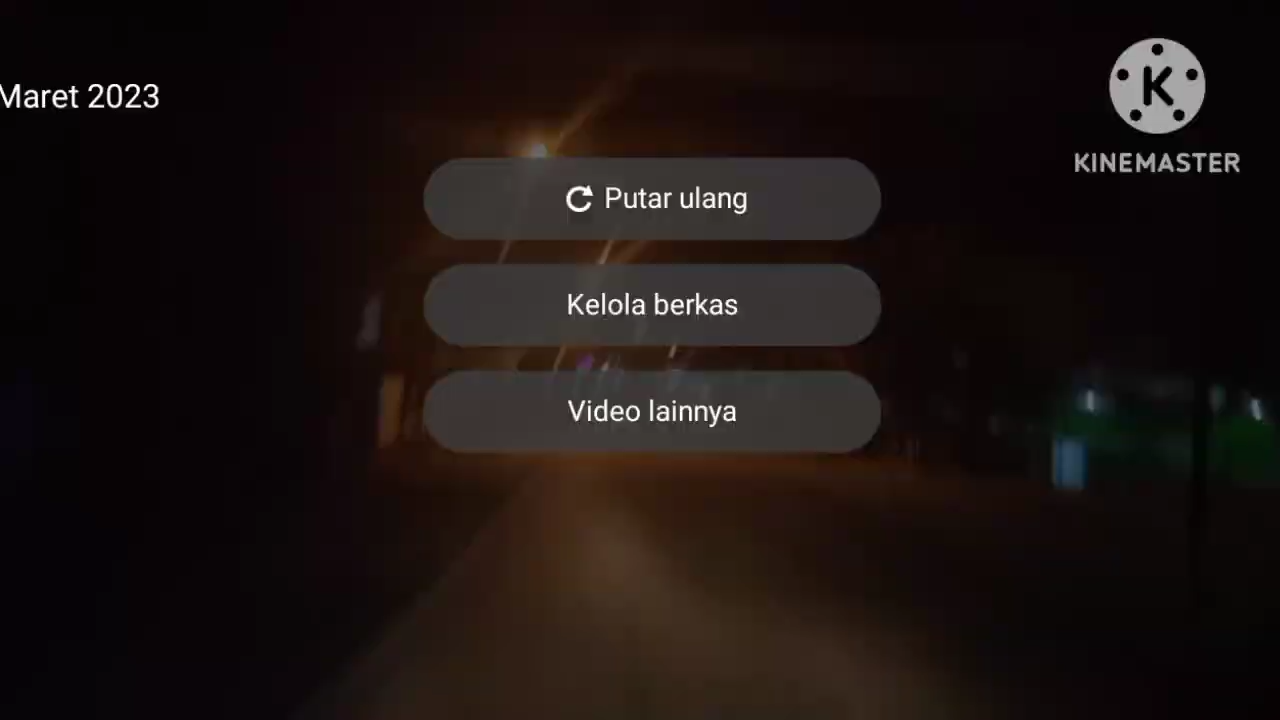 Maret 2023
KINEMASTER
Putar ulang
Kelola berkas
Video lainnya